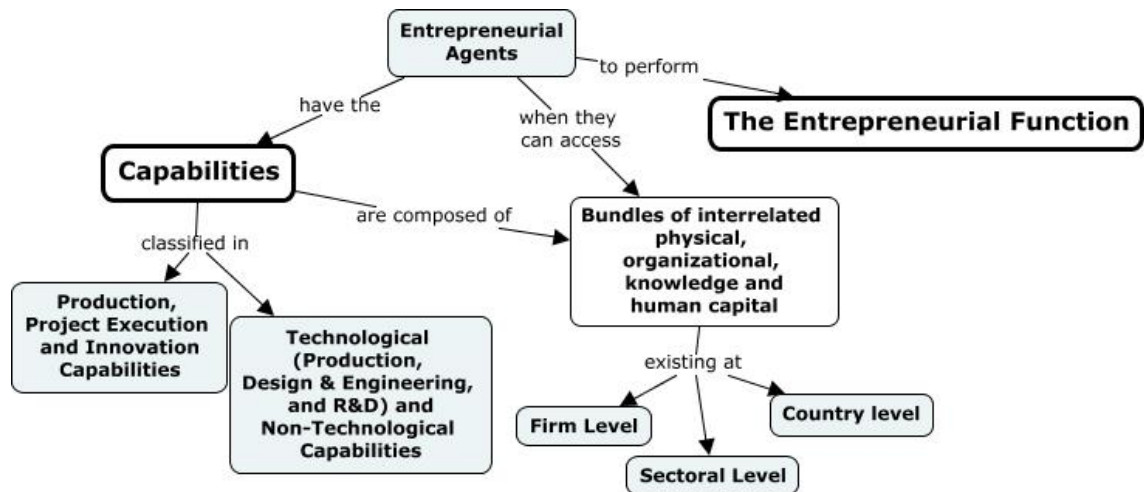 Entrepreneurial
Agents
to perform
The Entrepreneurial Function
have the
when they
can access
Capabilities
are composed of
Bundles of interrelated
physical,
organizational,
knowledge and
human capital
classified in
Production,
Project Execution
and Innovation
Capabilities
Technological
(Production,
Design & Engineering,
and R&D) and
Non-Technological
Capabilities
existing at
Firm Level
Sectoral Level
Country level